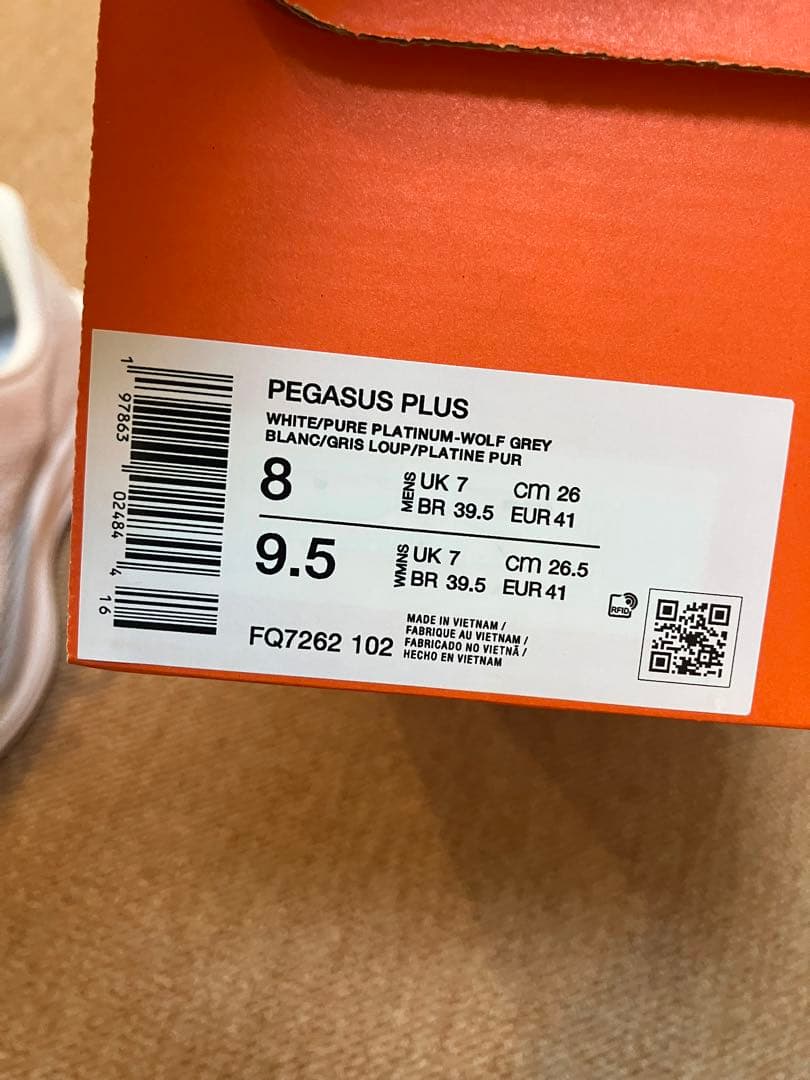 PEGASUS PLUS
WHITE/PURE PLATINUM-WOLF GREY
BLANC/GRIS LOUP/PLATINE PUR
8 MENS UK 7 cm 26
BR 39.5 EUR 41
9.5 WMNS UK 7 cm 26.5
BR 39.5 EUR 41
FQ7262 102
MADE IN VIETNAM /
FABRIQUE AU VIETNAM /
FABRICADO NO VIETNÃ /
HECHO EN VIETNAM
RFID
1 97863 02484 4 16